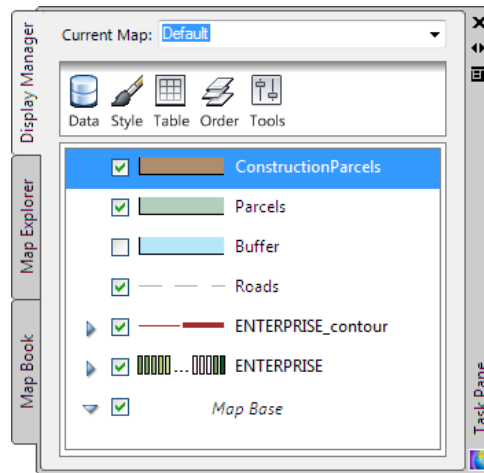 Current Map: Default
Data Style Table Order Tools
ConstructionParcels
Parcels
Buffer
Roads
ENTERPRISE_contour
ENTERPRISE
Map Base
Display Manager
Map Explorer
Map Book
Task Pane